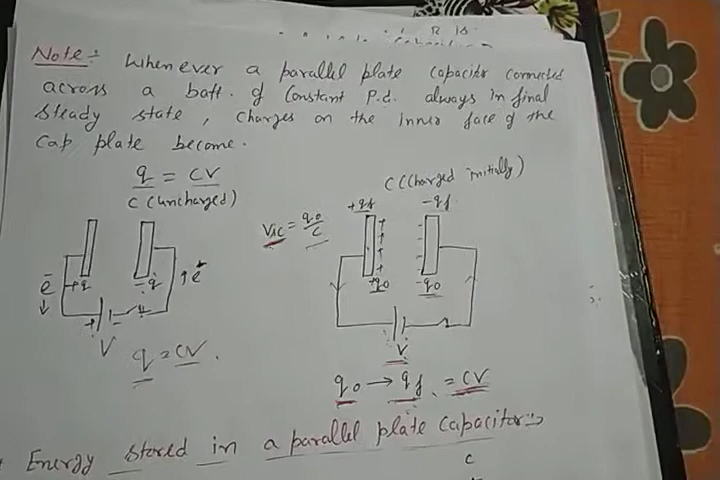 Note:- Whenever a parallel plate capacitor connected
across a batt. of Constant P.d. always in final
steady state, charges on the inner face of the
Cap plate become.
q = CV
C (uncharged)
C (Charged initially)
Vic = q0/C
+qf -qf
+ +
+ -
+ -
+ -
e- +q -q ↑e-
+q0 -q0
+ -
V
q = CV.
V
q0 → qf = CV
Energy stored in a parallel plate Capacitor:->
C